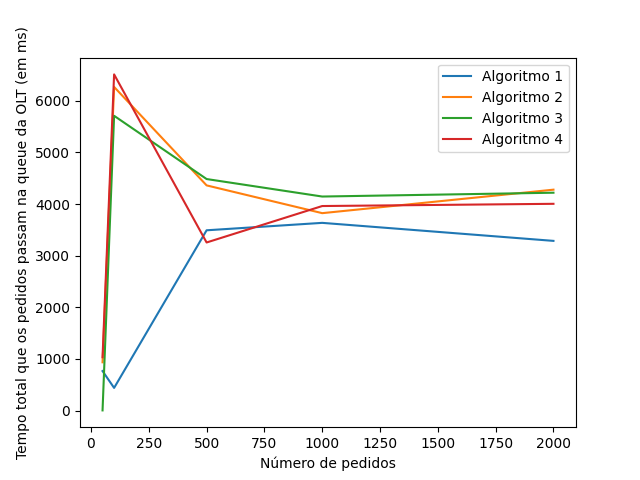 Tempo total que os pedidos passam na queue da OLT (em ms)
6000
5000
4000
3000
2000
1000
0
Algoritmo 1
Algoritmo 2
Algoritmo 3
Algoritmo 4
0 250 500 750 1000 1250 1500 1750 2000
Número de pedidos